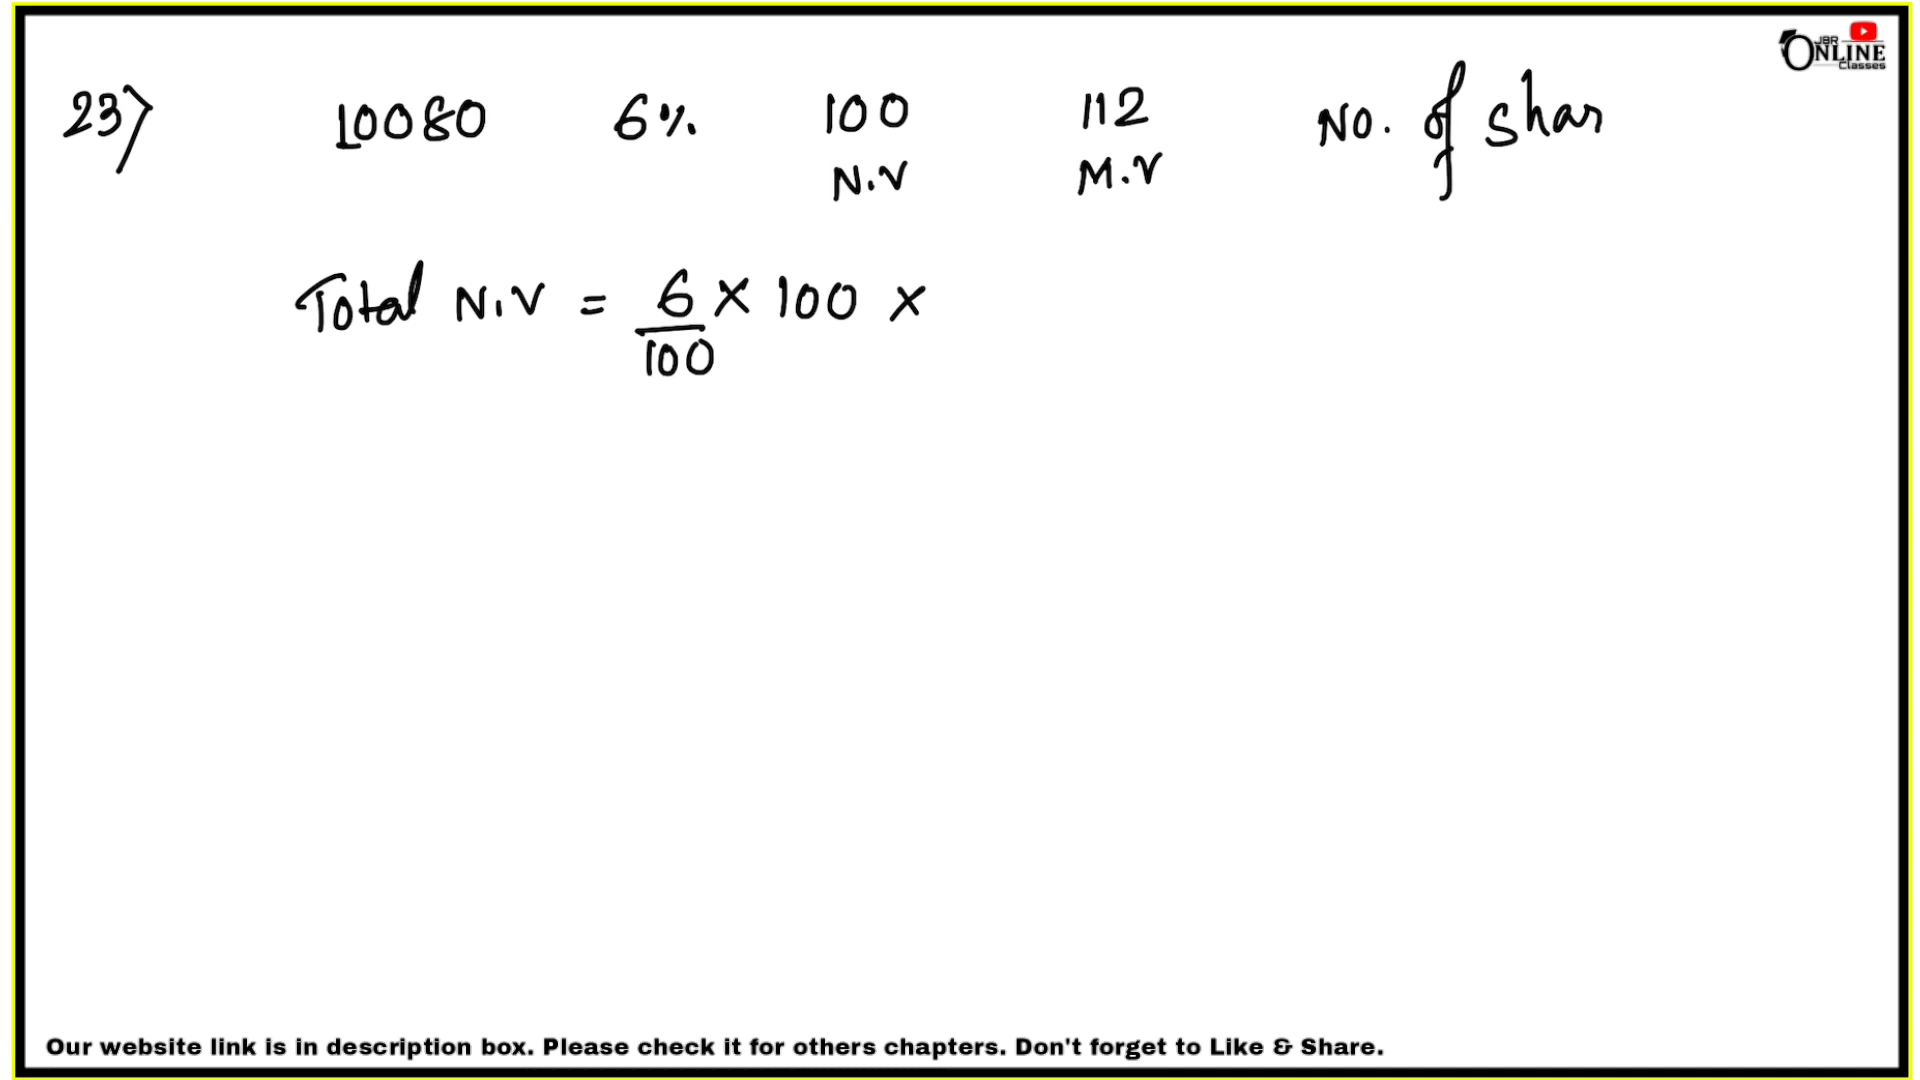 JBR
ONLINE
Classes
23) 10080 6% 100 112 No. of shar
N.V M.V
Total N.V = 6/100 × 100 ×
Our website link is in description box. Please check it for others chapters. Don't forget to Like & Share.